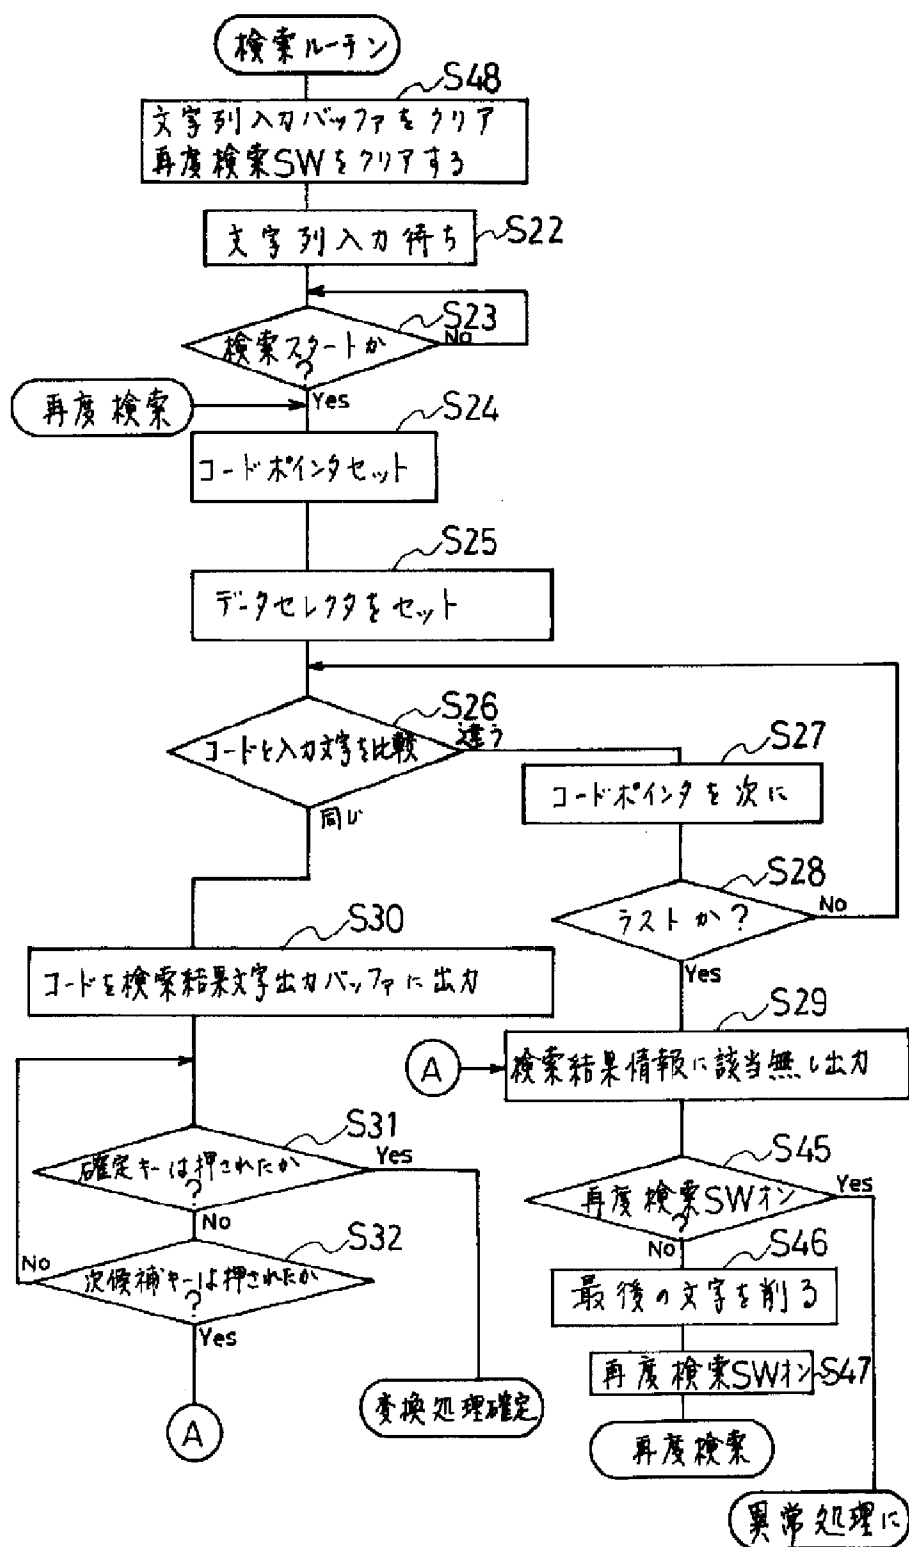 検索ルーチン
S48
文字列入力バッファをクリア
再度検索SWをクリアする
文字列入力待ち
S22
S23
検索スタートか
?
No
Yes
再度検索
S24
コードポインタセット
S25
データセレクタをセット
S26
コードと入力文字を比較
違う
同じ
S27
コードポインタを次に
S28
ラストか?
No
Yes
S30
コードを検索結果文字出力バッファに出力
S29
A
検索結果情報に該当無し出力
S31
確定キーは押されたか
?
Yes
No
S45
再度検索SWオン
?
Yes
No
S32
次候補キーは押されたか
?
No
Yes
S46
最後の文字を削る
再度検索SWオン
S47
変換処理確定
A
再度検索
異常処理に